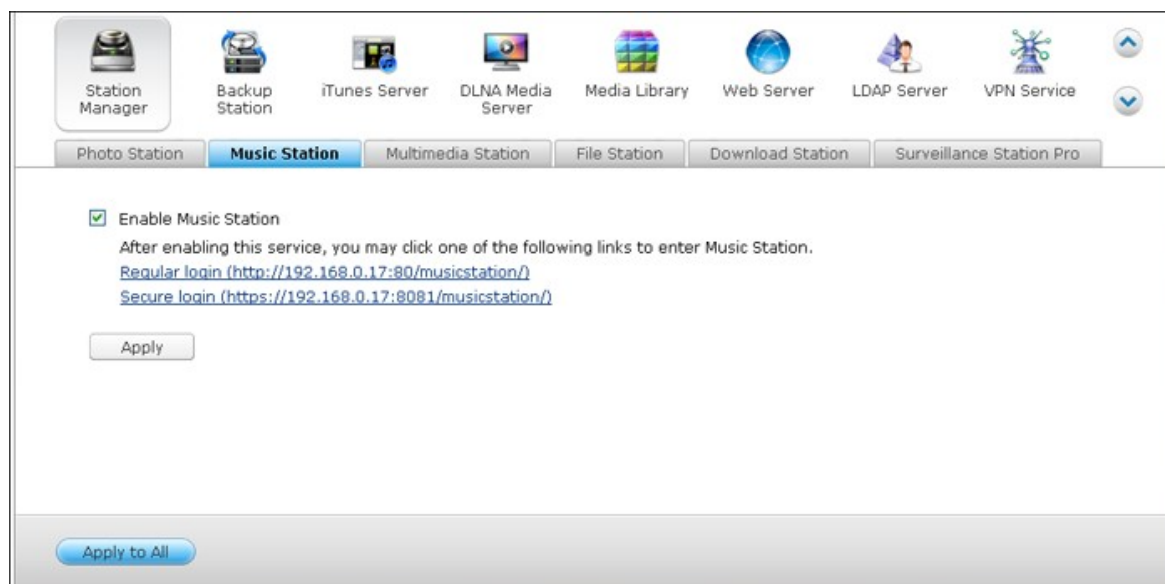 Station Manager
Backup Station
iTunes Server
DLNA Media Server
Media Library
Web Server
LDAP Server
VPN Service
Photo Station
Music Station
Multimedia Station
File Station
Download Station
Surveillance Station Pro
Enable Music Station
After enabling this service, you may click one of the following links to enter Music Station.
Regular login (http://192.168.0.17:80/musicstation/)
Secure login (https://192.168.0.17:8081/musicstation/)
Apply
Apply to All